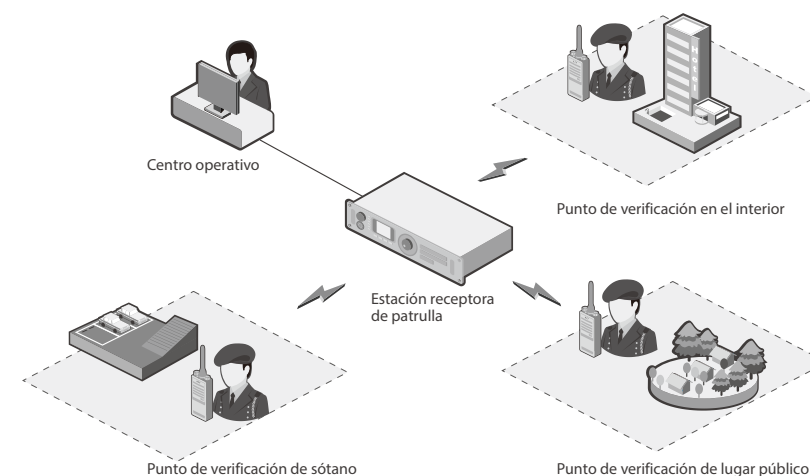 Hotel
Centro operativo
Punto de verificación en el interior
Estación receptora
de patrulla
Punto de verificación de sótano
Punto de verificación de lugar público